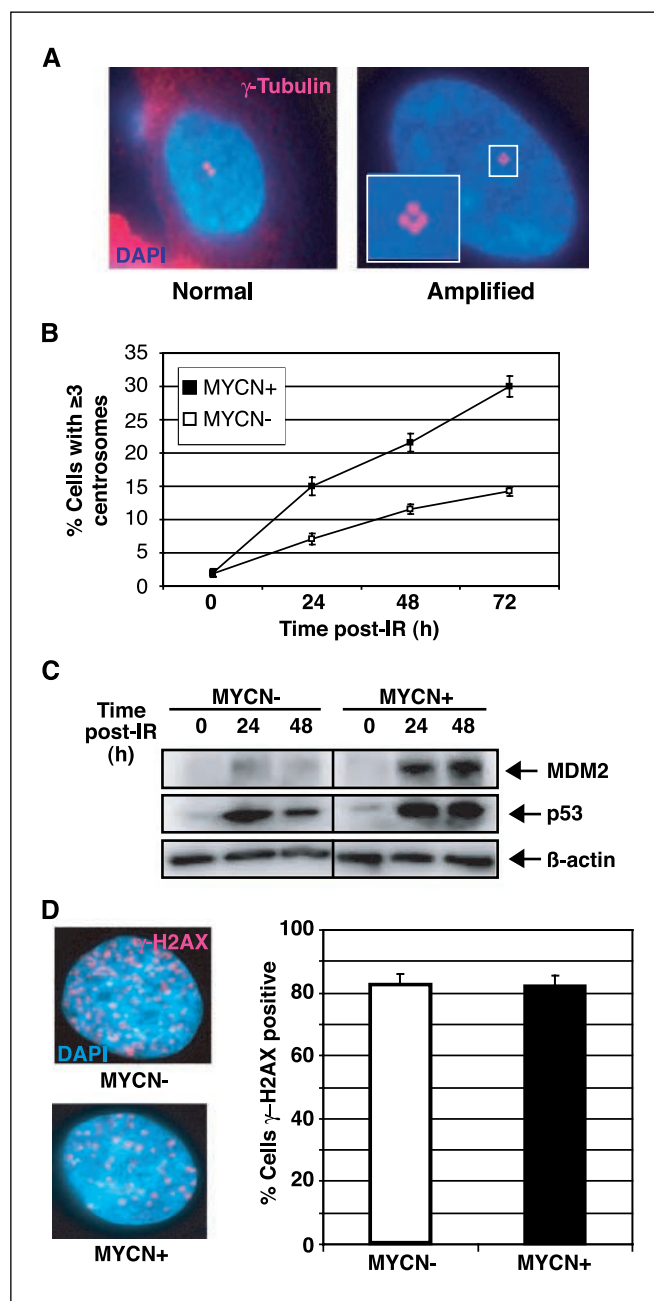 A
γ-Tubulin
DAPI
Normal Amplified
B
% Cells with ≥3 centrosomes
35
30
25
20
15
10
5
0
MYCN+
MYCN-
0 24 48 72
Time post-IR (h)
C
MYCN- MYCN+
Time post-IR (h)
0 24 48 0 24 48
MDM2
p53
ß-actin
D
γ-H2AX
DAPI
MYCN-
MYCN+
% Cells γ–H2AX positive
100
80
60
40
20
0
MYCN- MYCN+